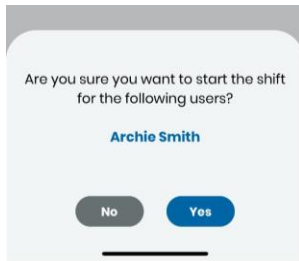 Are you sure you want to start the shift
for the following users?
Archie Smith
No
Yes